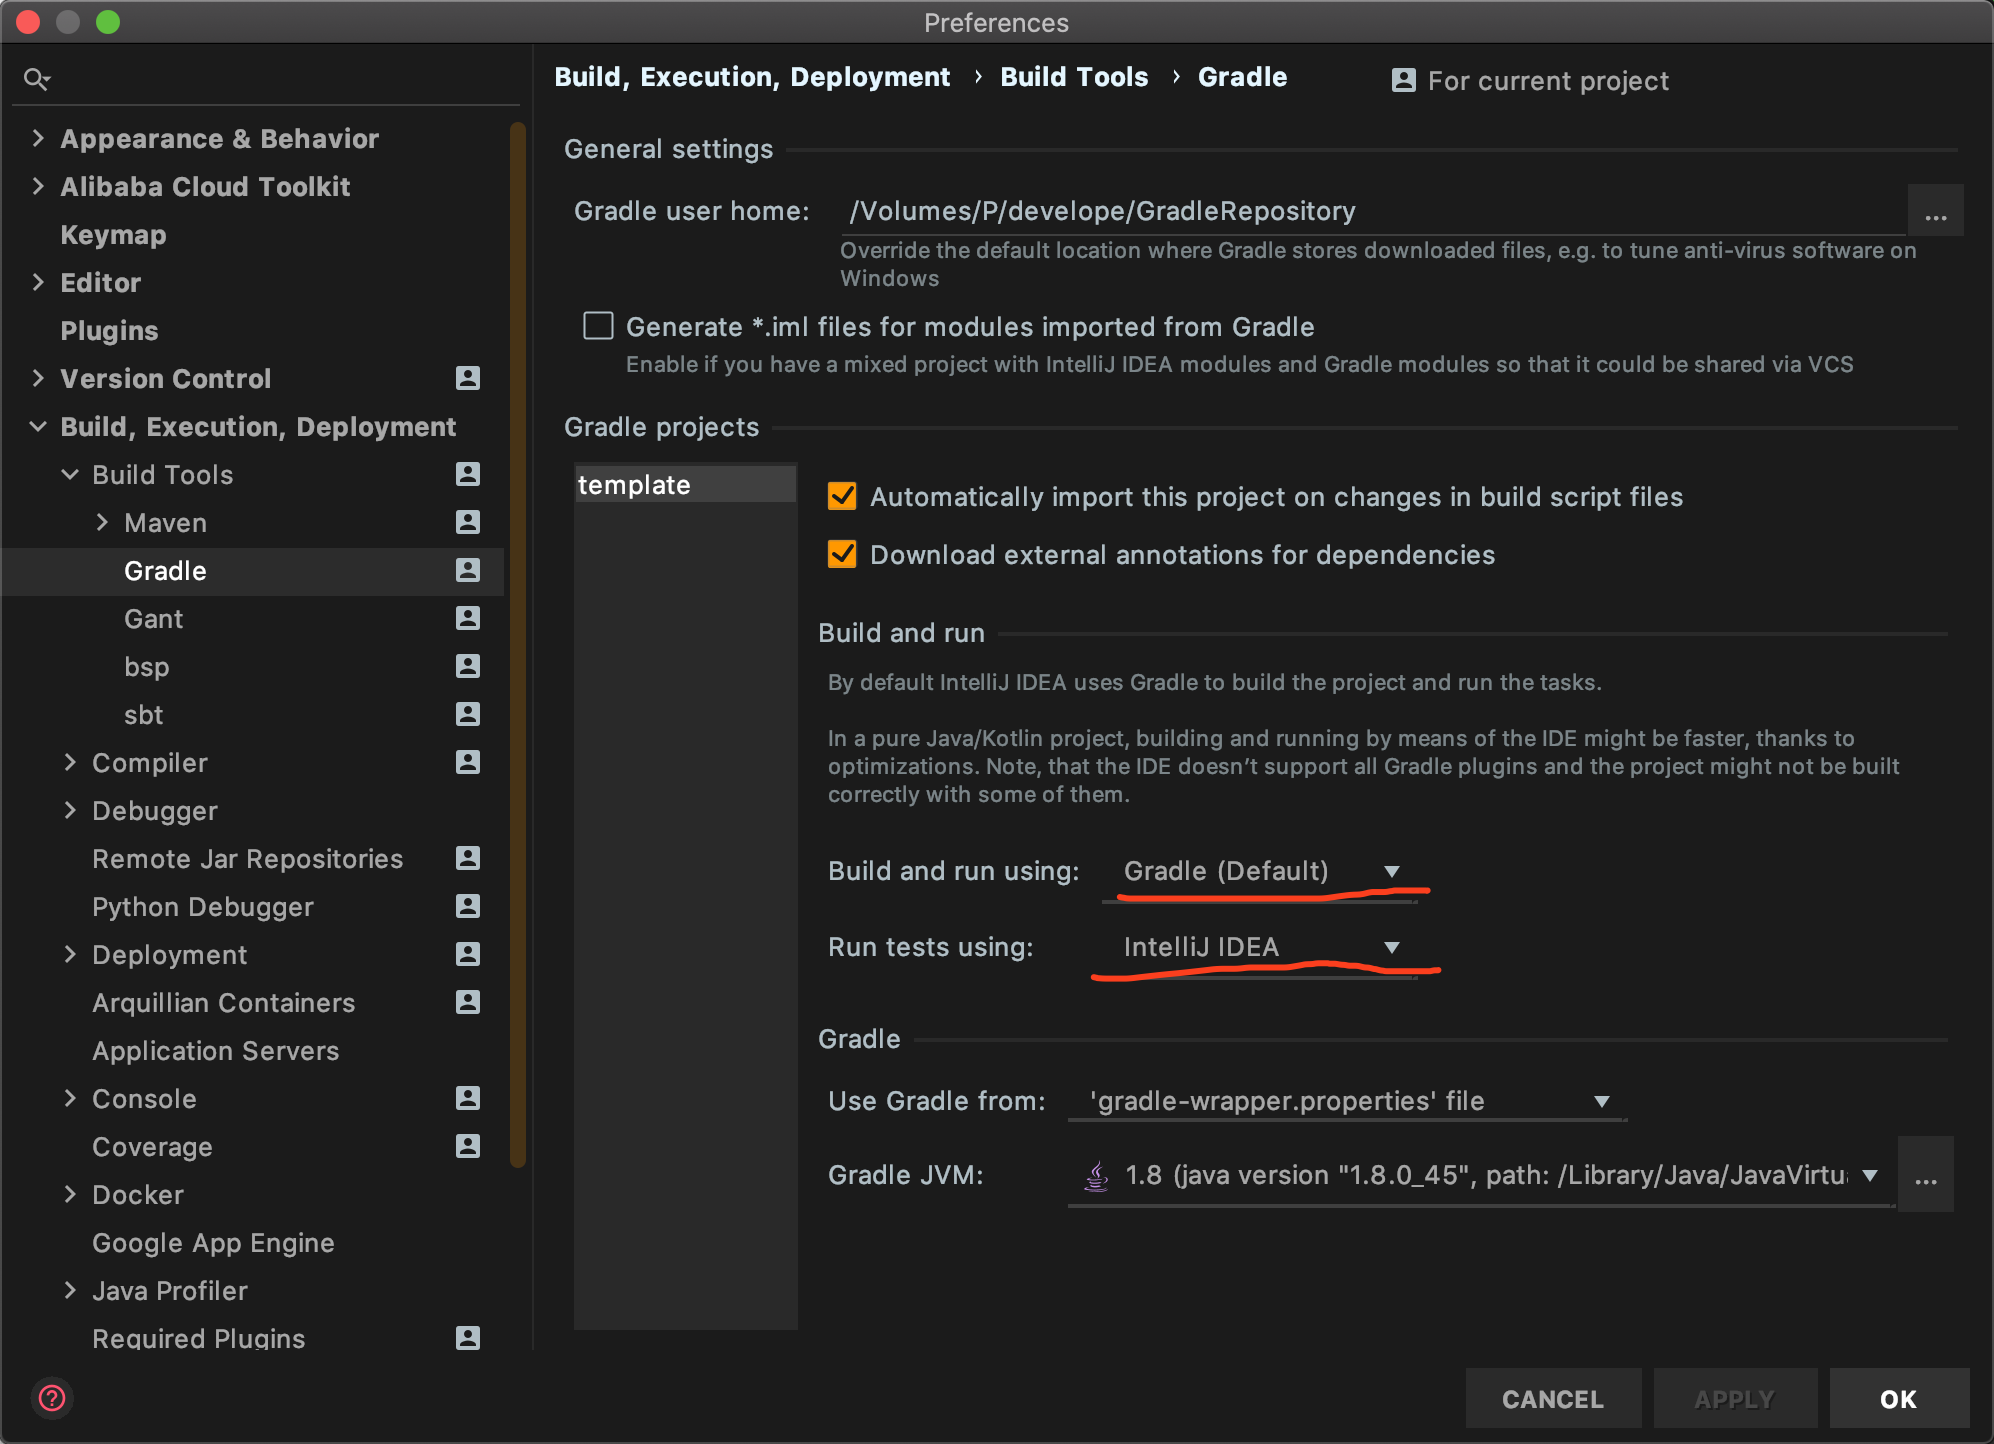 Preferences
Build, Execution, Deployment › Build Tools › Gradle
For current project
Appearance & Behavior
Alibaba Cloud Toolkit
Keymap
Editor
Plugins
Version Control
Build, Execution, Deployment
Build Tools
Maven
Gradle
Gant
bsp
sbt
Compiler
Debugger
Remote Jar Repositories
Python Debugger
Deployment
Arquillian Containers
Application Servers
Console
Coverage
Docker
Google App Engine
Java Profiler
Required Plugins
General settings
Gradle user home: /Volumes/P/develope/GradleRepository
...
Override the default location where Gradle stores downloaded files, e.g. to tune anti-virus software on
Windows
Generate *.iml files for modules imported from Gradle
Enable if you have a mixed project with IntelliJ IDEA modules and Gradle modules so that it could be shared via VCS
Gradle projects
template
Automatically import this project on changes in build script files
Download external annotations for dependencies
Build and run
By default IntelliJ IDEA uses Gradle to build the project and run the tasks.
In a pure Java/Kotlin project, building and running by means of the IDE might be faster, thanks to
optimizations. Note, that the IDE doesn't support all Gradle plugins and the project might not be built
correctly with some of them.
Build and run using: Gradle (Default)
Run tests using: IntelliJ IDEA
Gradle
Use Gradle from: 'gradle-wrapper.properties' file
Gradle JVM: 1.8 (java version "1.8.0_45", path: /Library/Java/JavaVirtu
...
?
CANCEL
APPLY
OK